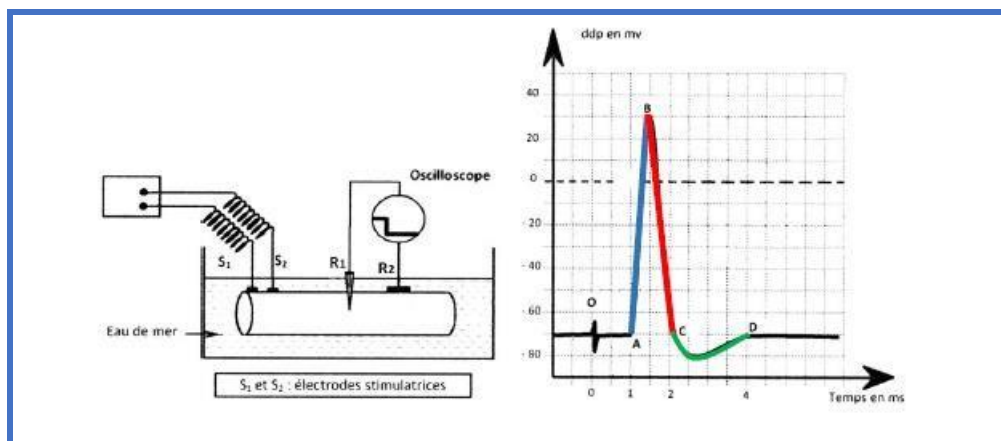 Oscilloscope
S₁
S₂
R1
R2
Eau de mer
S₁ et S₂ : électrodes stimulatrices
ddp en mv
40
20
0
-20
-40
-60
-80
B
O
A
C
D
0
1
2
4
Temps en ms